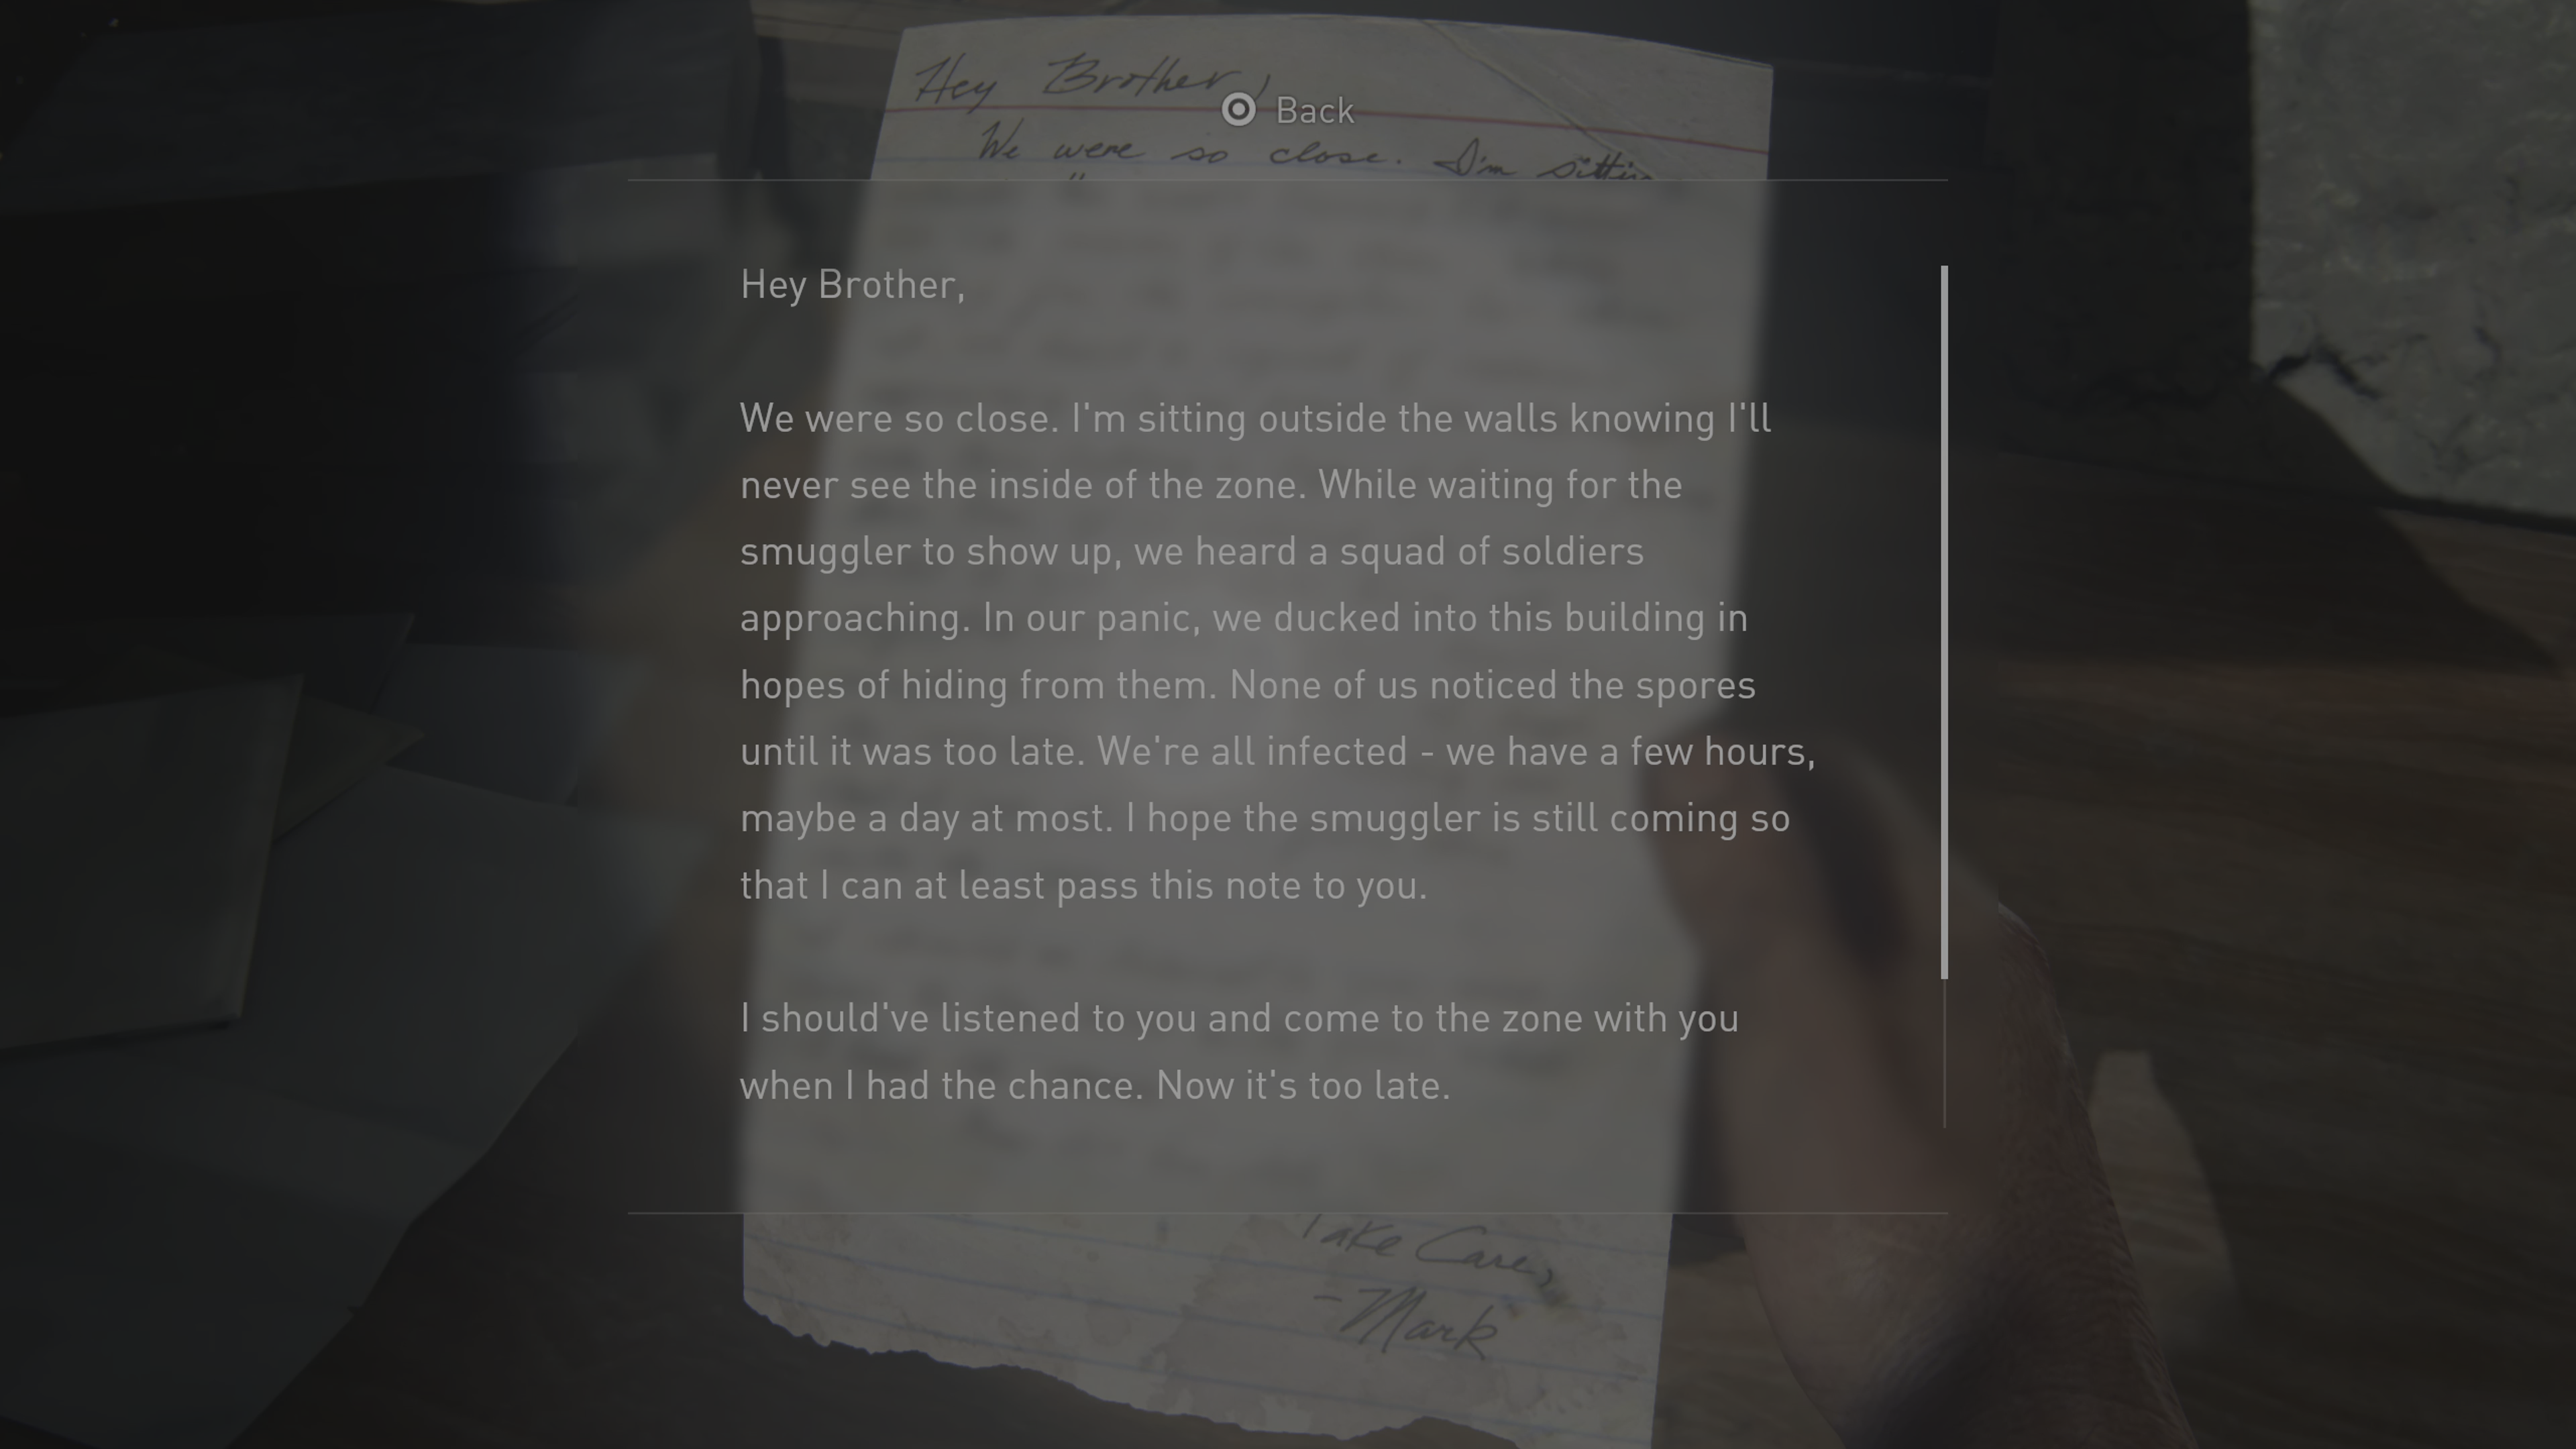 Hey Brother,
Back
We were so close. I'm sittin
Hey Brother,
We were so close. I'm sitting outside the walls knowing I'll
never see the inside of the zone. While waiting for the
smuggler to show up, we heard a squad of soldiers
approaching. In our panic, we ducked into this building in
hopes of hiding from them. None of us noticed the spores
until it was too late. We're all infected - we have a few hours,
maybe a day at most. I hope the smuggler is still coming so
that I can at least pass this note to you.
I should've listened to you and come to the zone with you
when I had the chance. Now it's too late.
Take Care,
-Mark